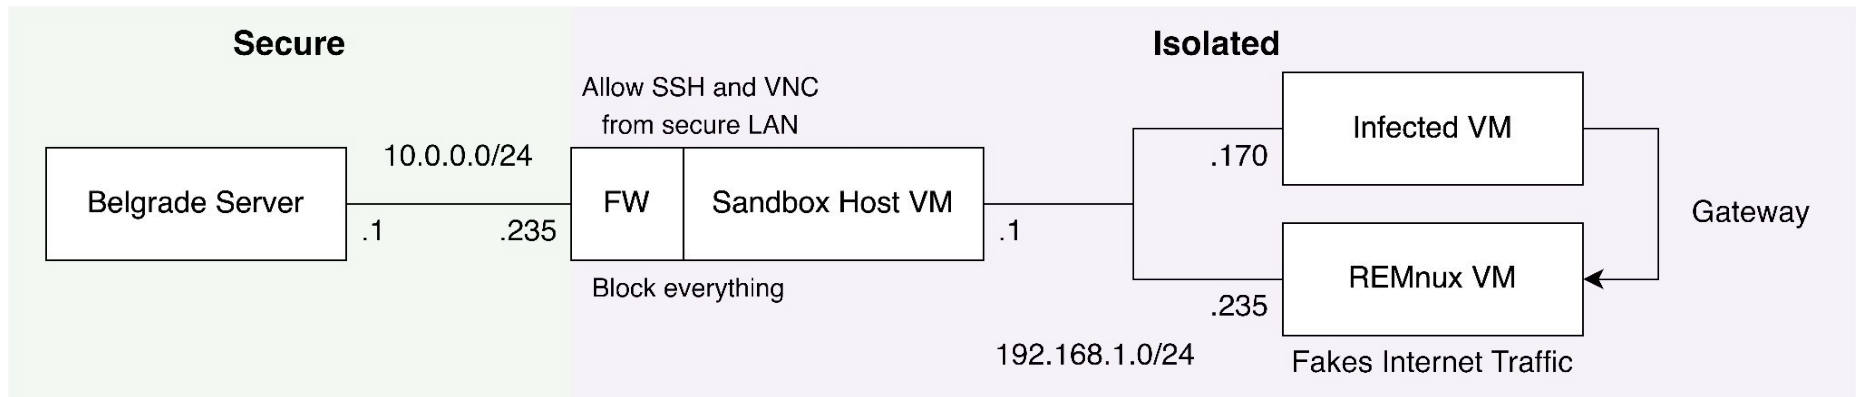 Secure
Isolated
Allow SSH and VNC
from secure LAN
Belgrade Server
10.0.0.0/24
.1
.235
FW
Sandbox Host VM
Block everything
.1
Infected VM
.170
Gateway
REMnux VM
.235
192.168.1.0/24
Fakes Internet Traffic